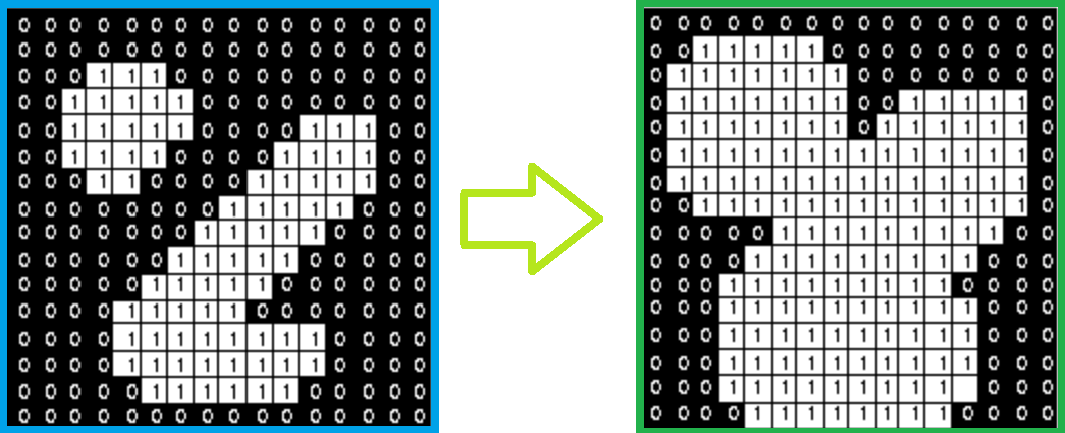 0 0 0 0 0 0 0 0 0 0 0 0 0 0 0 0
0 0 0 0 0 0 0 0 0 0 0 0 0 0 0 0
0 0 0 1 1 1 0 0 0 0 0 0 0 0 0 0
0 0 1 1 1 1 1 0 0 0 0 0 0 0 0 0
0 0 1 1 1 1 1 0 0 0 0 1 1 1 0 0
0 0 1 1 1 1 0 0 0 0 1 1 1 1 0 0
0 0 0 1 1 0 0 0 0 1 1 1 1 1 0 0
0 0 0 0 0 0 0 0 1 1 1 1 1 0 0 0
0 0 0 0 0 0 0 1 1 1 1 1 0 0 0 0
0 0 0 0 0 0 1 1 1 1 1 0 0 0 0 0
0 0 0 0 0 1 1 1 1 1 0 0 0 0 0 0
0 0 0 0 1 1 1 1 1 0 0 0 0 0 0 0
0 0 0 0 1 1 1 1 1 1 1 1 0 0 0 0
0 0 0 0 1 1 1 1 1 1 1 1 0 0 0 0
0 0 0 0 0 1 1 1 1 1 1 0 0 0 0 0
0 0 0 0 0 0 0 0 0 0 0 0 0 0 0 0
0 0 0 0 0 0 0 0 0 0 0 0 0 0 0 0
0 0 1 1 1 1 1 0 0 0 0 0 0 0 0 0
0 1 1 1 1 1 1 1 0 0 0 0 0 0 0 0
0 1 1 1 1 1 1 1 0 0 1 1 1 1 1 0
0 1 1 1 1 1 1 1 0 1 1 1 1 1 1 0
0 1 1 1 1 1 1 1 1 1 1 1 1 1 1 0
0 1 1 1 1 1 1 1 1 1 1 1 1 1 1 0
0 0 1 1 1 1 1 1 1 1 1 1 1 1 1 0
0 0 0 0 0 1 1 1 1 1 1 1 1 1 0 0
0 0 0 0 1 1 1 1 1 1 1 1 1 0 0 0
0 0 0 1 1 1 1 1 1 1 1 1 0 0 0 0
0 0 0 1 1 1 1 1 1 1 1 1 1 0 0 0
0 0 0 1 1 1 1 1 1 1 1 1 1 0 0 0
0 0 0 1 1 1 1 1 1 1 1 1 1 0 0 0
0 0 0 1 1 1 1 1 1 1 1 1 0 0 0
0 0 0 0 1 1 1 1 1 1 1 1 0 0 0 0